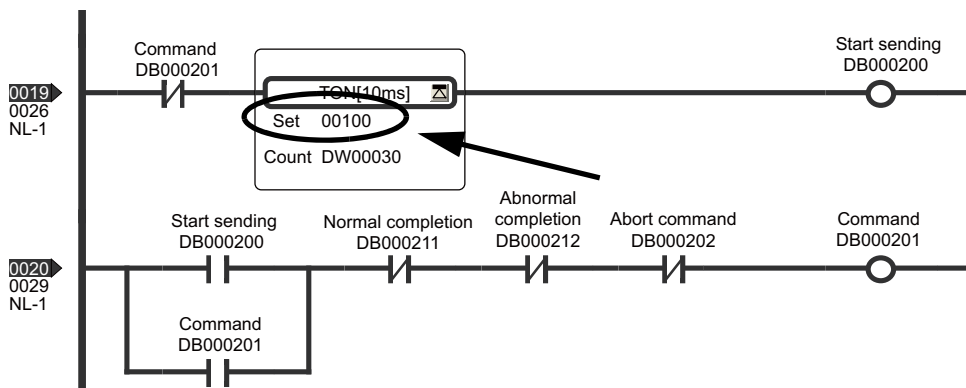 Command
DB000201
Start sending
DB000200
0019
0026
NL-1
TON[10ms]
Set 00100
Count DW00030
Start sending
DB000200
Normal completion
DB000211
Abnormal
completion
DB000212
Abort command
DB000202
Command
DB000201
0020
0029
NL-1
Command
DB000201